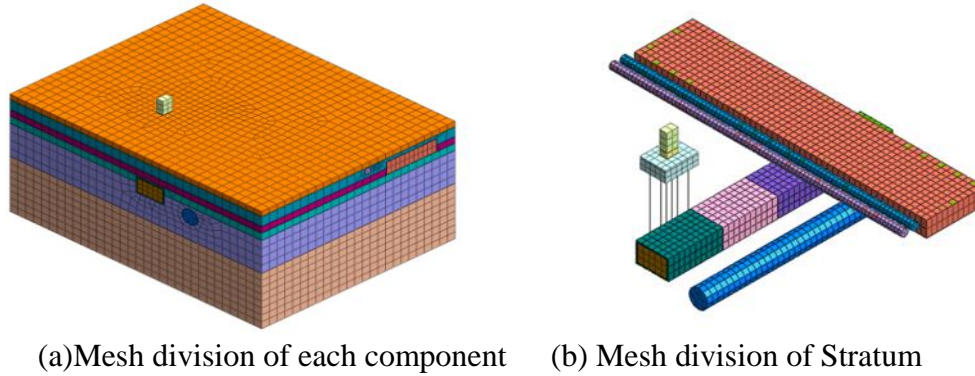 (a)Mesh division of each component
(b) Mesh division of Stratum